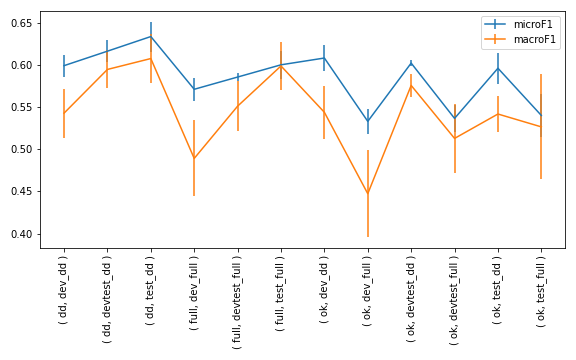 0.65
0.60
0.55
0.50
0.45
0.40
microF1
macroF1
( dd, dev_dd )
( dd, devtest_dd )
( dd, test_dd )
( full, dev_full )
( full, devtest_full )
( full, test_full )
( ok, dev_dd )
( ok, dev_full )
( ok, devtest_dd )
( ok, devtest_full )
( ok, test_dd )
( ok, test_full )